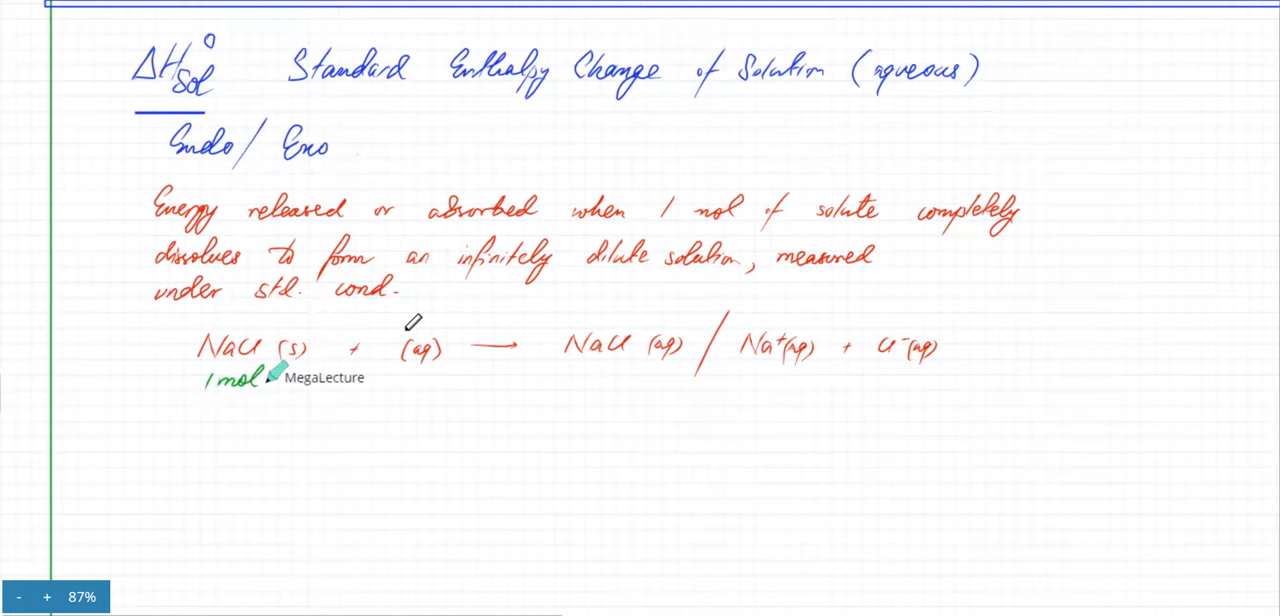 ΔH°sol Standard Enthalpy Change of Solution (aqueous)
Endo/ Exo
Energy released or absorbed when 1 mol of solute completely
dissolves to form an infinitely dilute solution, measured
under std. cond.
NaCl (s) + (aq) → NaCl (aq) / Na⁺(aq) + Cl⁻(aq)
1mol MegaLecture
- + 87%